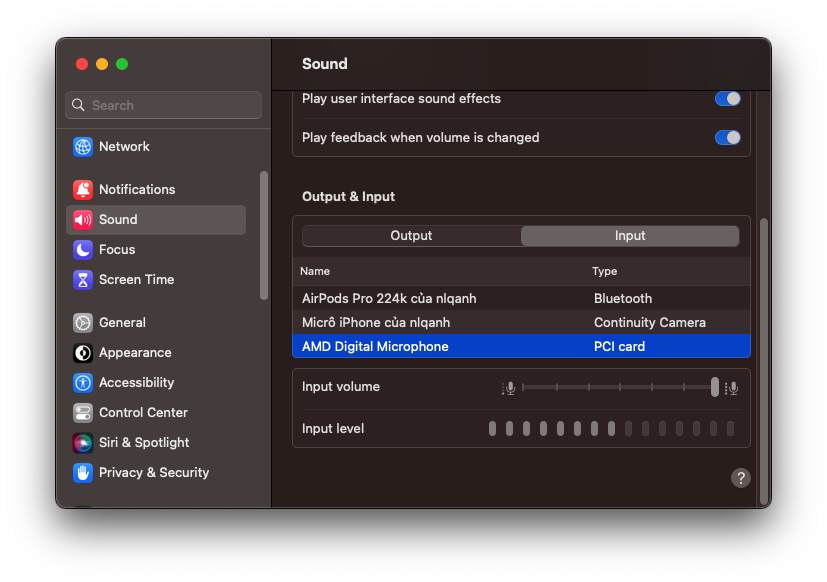 Sound
Search
Network
Notifications
Sound
Focus
Screen Time
General
Appearance
Accessibility
Control Center
Siri & Spotlight
Privacy & Security
Play user interface sound effects
Play feedback when volume is changed
Output & Input
Output Input
Name Type
AirPods Pro 224k của nlqanh Bluetooth
Micrô iPhone của nlqanh Continuity Camera
AMD Digital Microphone PCI card
Input volume
Input level
?